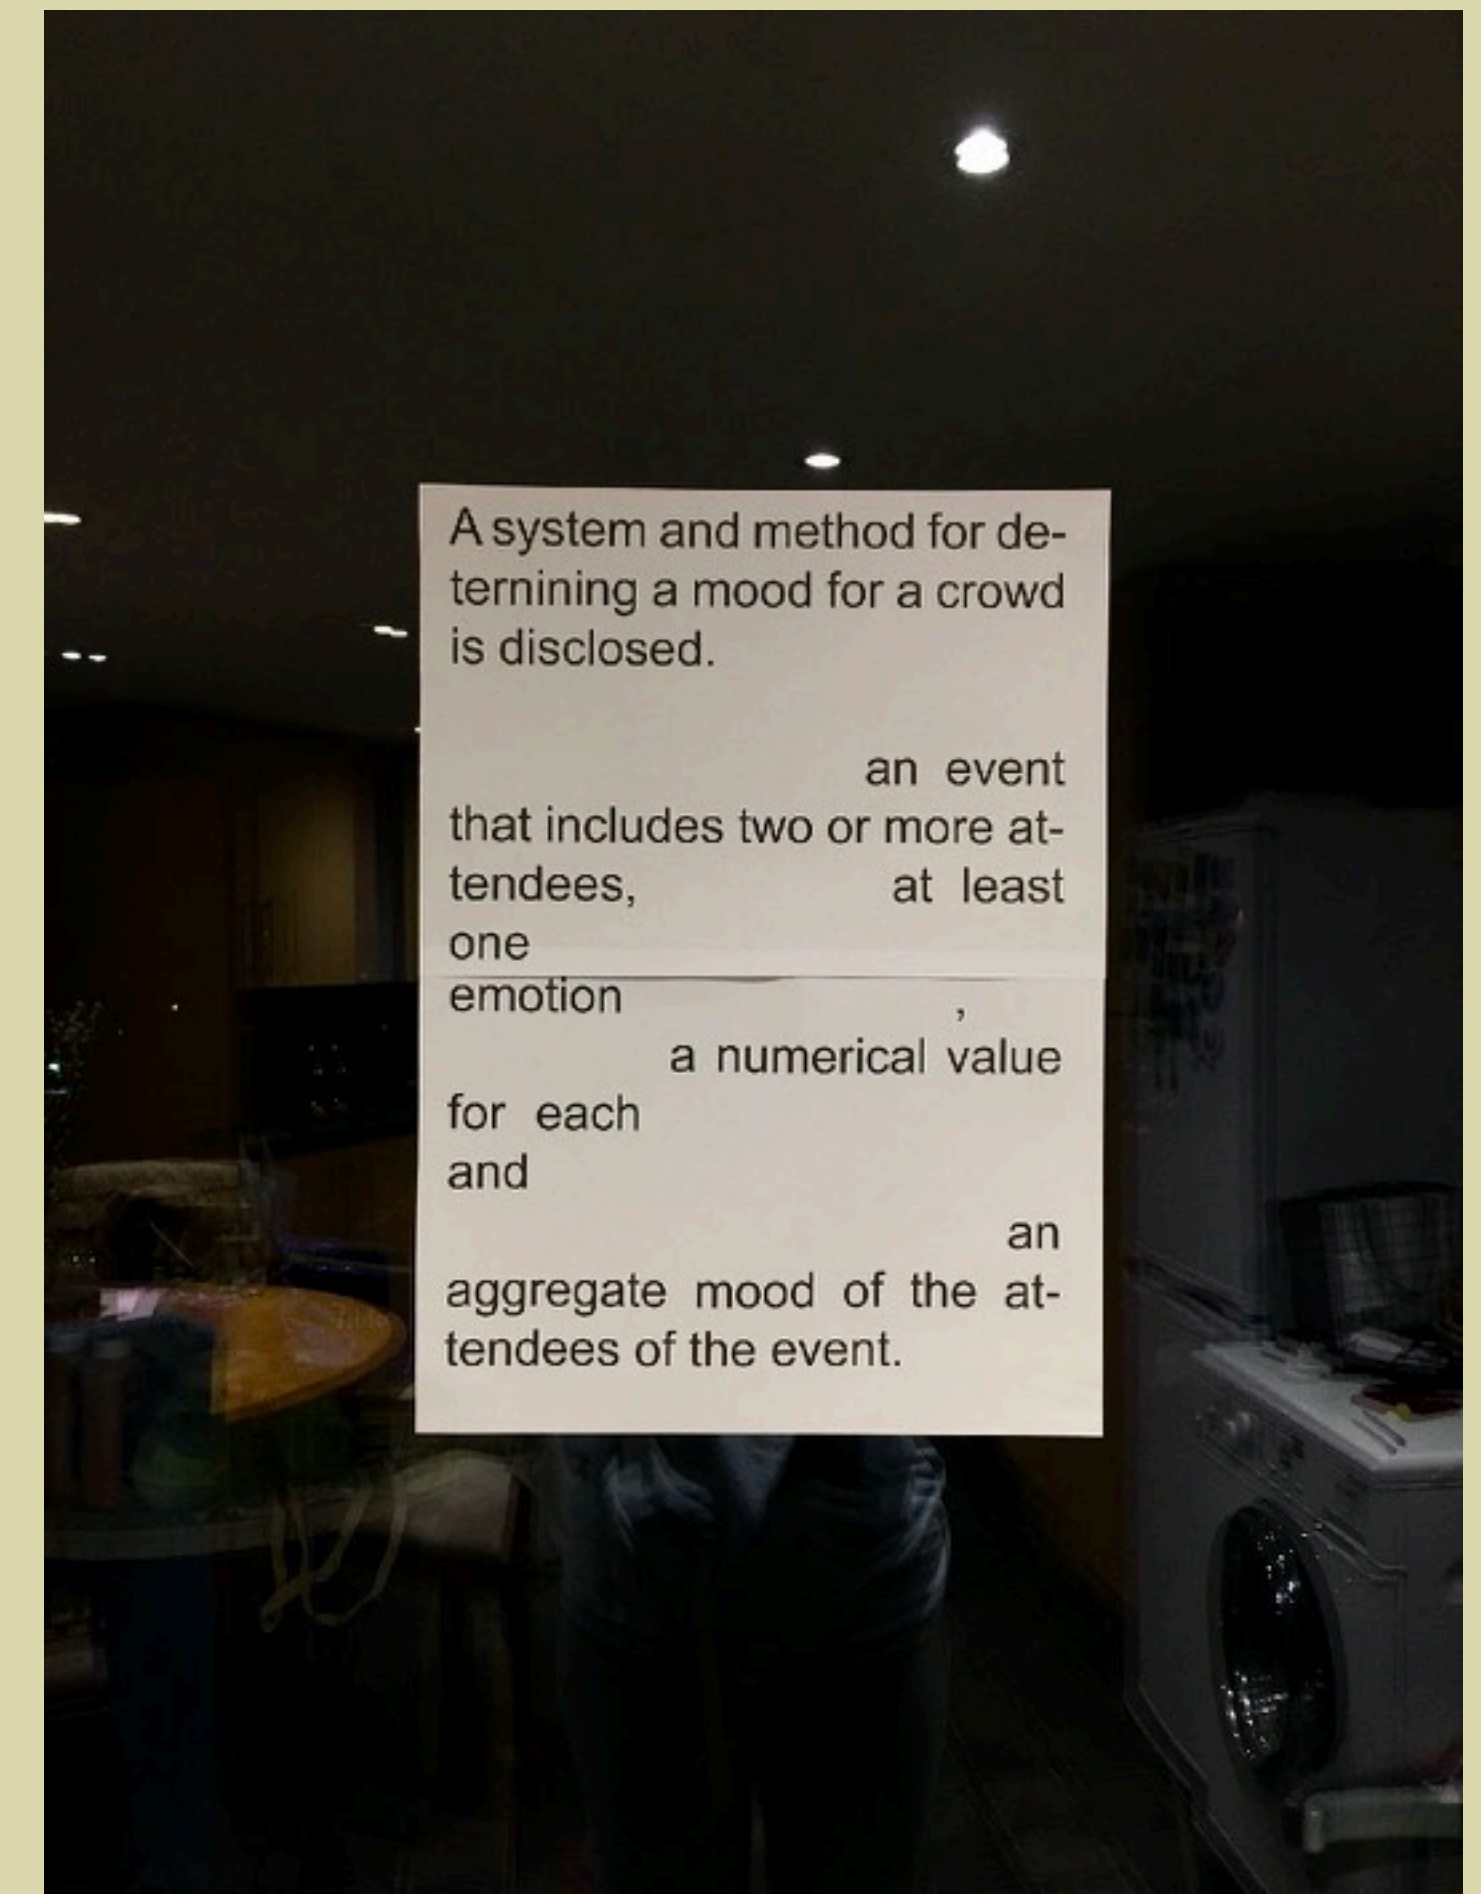 A system and method for de-
ternining a mood for a crowd
is disclosed.
an event
that includes two or more at-
tendees, at least
one
emotion ,
a numerical value
for each
and
an
aggregate mood of the at-
tendees of the event.